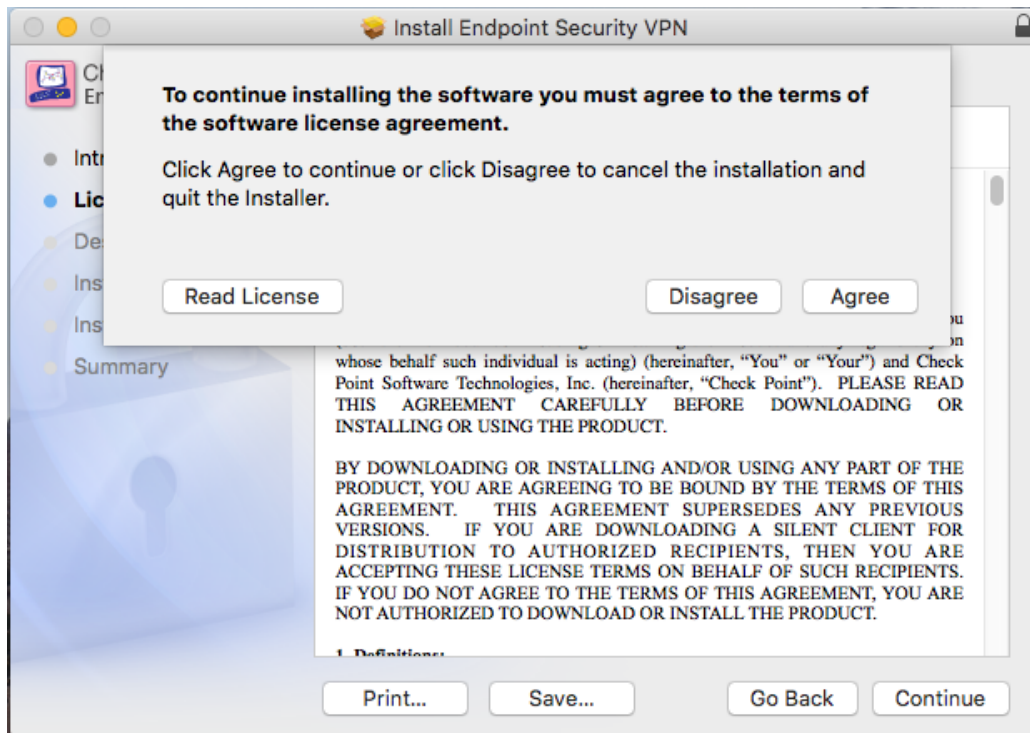 Install Endpoint Security VPN
To continue installing the software you must agree to the terms of
the software license agreement.
Click Agree to continue or click Disagree to cancel the installation and
quit the Installer.
Read License
Disagree
Agree
Summary
whose behalf such individual is acting) (hereinafter, “You” or “Your”) and Check
Point Software Technologies, Inc. (hereinafter, “Check Point”). PLEASE READ
THIS AGREEMENT CAREFULLY BEFORE DOWNLOADING OR
INSTALLING OR USING THE PRODUCT.
BY DOWNLOADING OR INSTALLING AND/OR USING ANY PART OF THE
PRODUCT, YOU ARE AGREEING TO BE BOUND BY THE TERMS OF THIS
AGREEMENT. THIS AGREEMENT SUPERSEDES ANY PREVIOUS
VERSIONS. IF YOU ARE DOWNLOADING A SILENT CLIENT FOR
DISTRIBUTION TO AUTHORIZED RECIPIENTS, THEN YOU ARE
ACCEPTING THESE LICENSE TERMS ON BEHALF OF SUCH RECIPIENTS.
IF YOU DO NOT AGREE TO THE TERMS OF THIS AGREEMENT, YOU ARE
NOT AUTHORIZED TO DOWNLOAD OR INSTALL THE PRODUCT.
1. Definitions:
Print...
Save...
Go Back
Continue